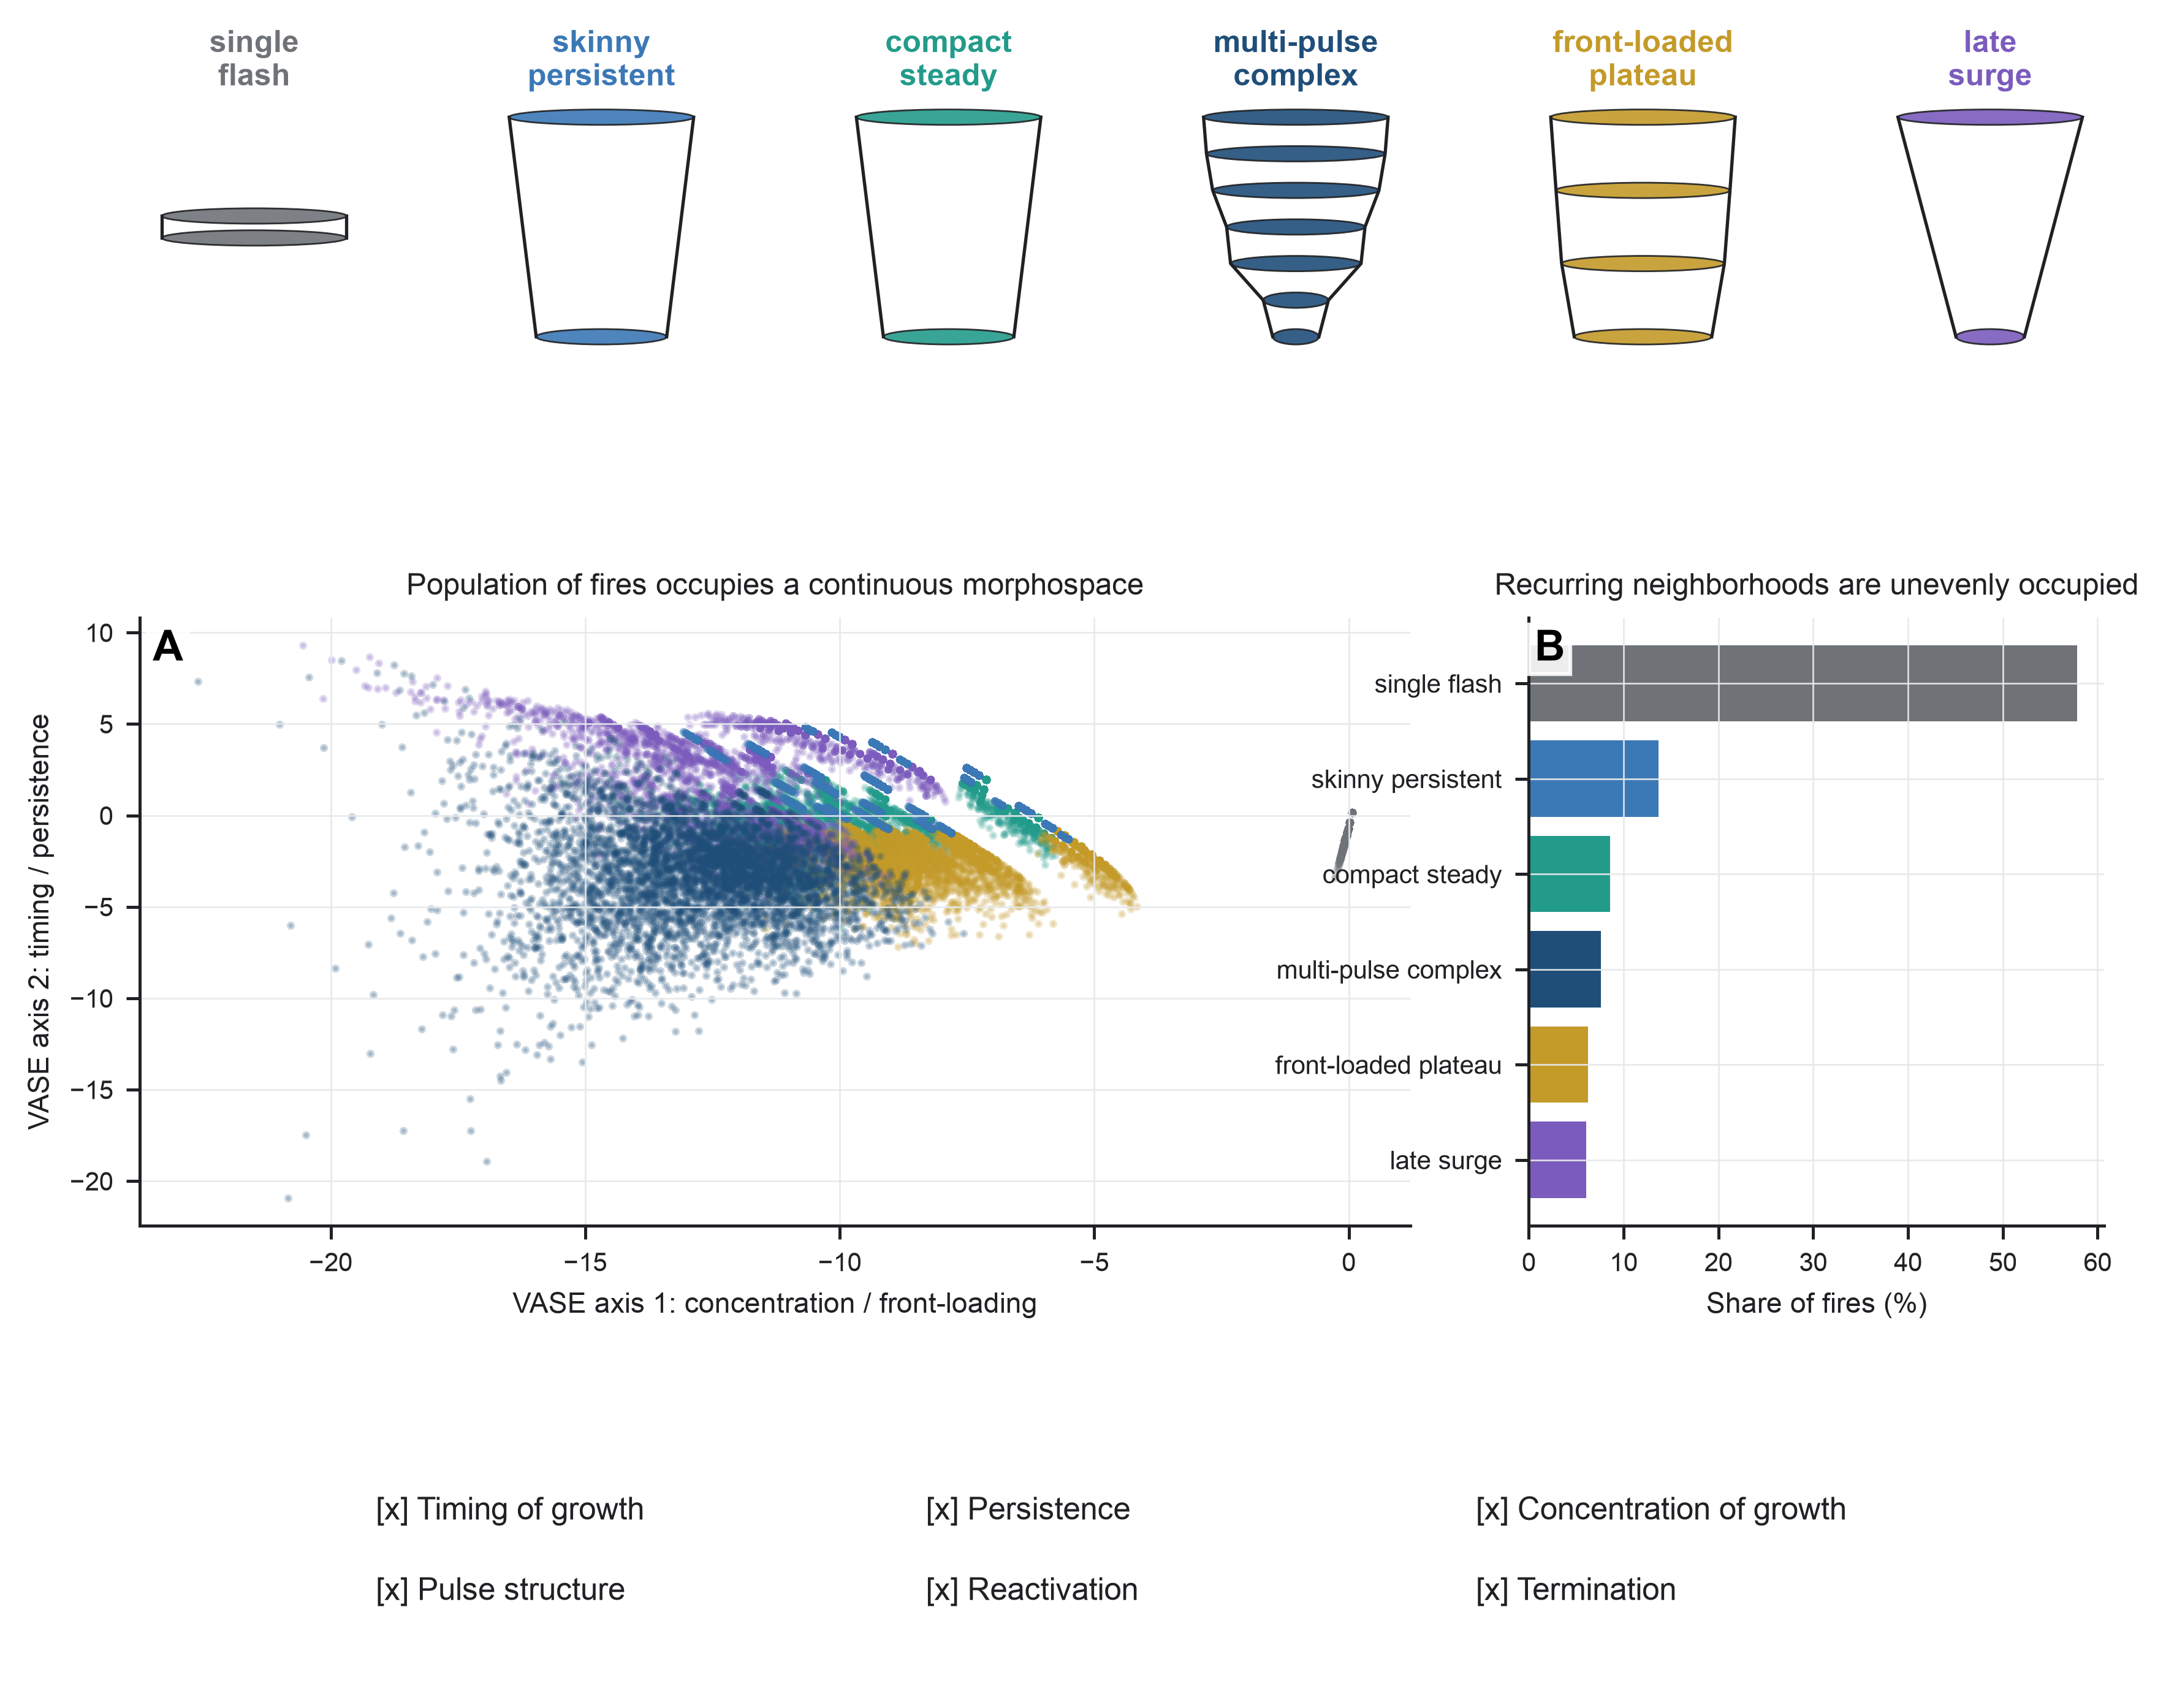 single
flash
skinny
persistent
compact
steady
multi-pulse
complex
front-loaded
plateau
late
surge
Population of fires occupies a continuous morphospace
A
VASE axis 2: timing / persistence
10
5
0
−5
−10
−15
−20
−20
−15
−10
−5
0
VASE axis 1: concentration / front-loading
Recurring neighborhoods are unevenly occupied
B
single flash
skinny persistent
compact steady
multi-pulse complex
front-loaded plateau
late surge
0
10
20
30
40
50
60
Share of fires (%)
[x] Timing of growth
[x] Persistence
[x] Concentration of growth
[x] Pulse structure
[x] Reactivation
[x] Termination